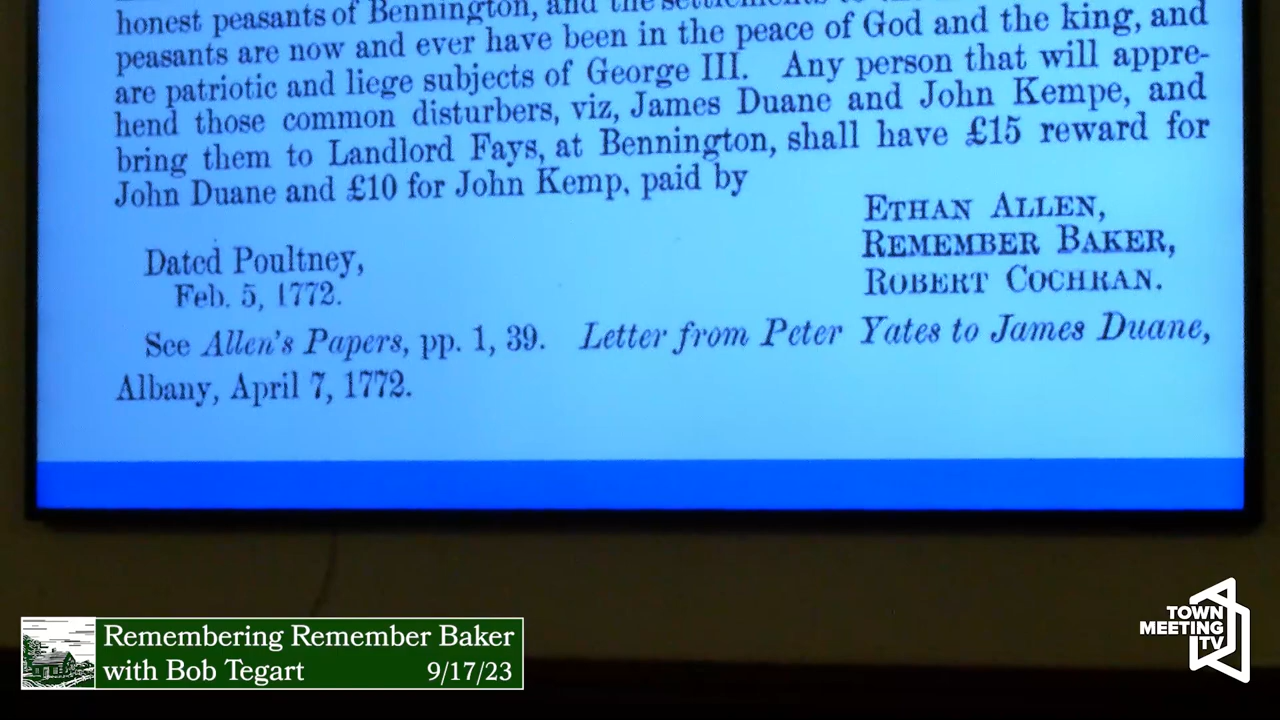 honest peasants of Bennington, and the settlements to the
peasants are now and ever have been in the peace of God and the king, and
are patriotic and liege subjects of George III. Any person that will appre-
hend those common disturbers, viz, James Duane and John Kempe, and
bring them to Landlord Fays, at Bennington, shall have £15 reward for
John Duane and £10 for John Kemp, paid by
ETHAN ALLEN,
REMEMBER BAKER,
ROBERT COCHRAN.
Dated Poultney,
Feb. 5, 1772.
See Allen's Papers, pp. 1, 39. Letter from Peter Yates to James Duane,
Albany, April 7, 1772.
Remembering Remember Baker
with Bob Tegart 9/17/23
TOWN
MEETING
TV